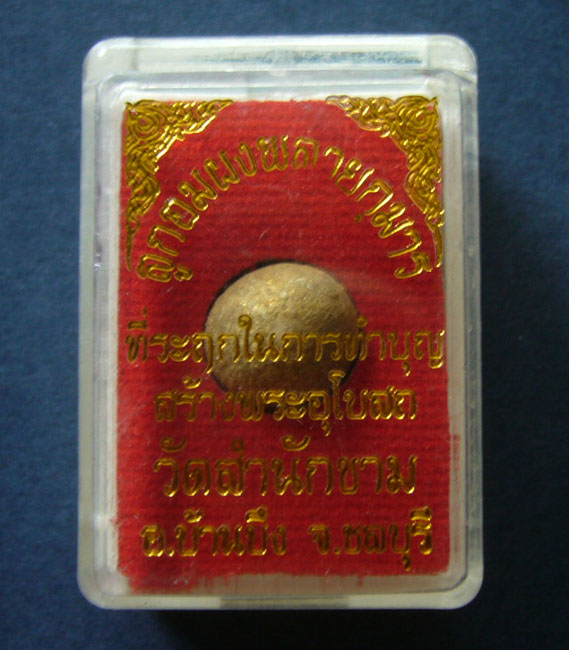 ลูกอมผงพลายกุมาร
ที่ระฤกในการทำบุญ
สร้างพระอุโบสถ
วัดสำนักขาม
อ.บ้านบึง จ.ชลบุรี